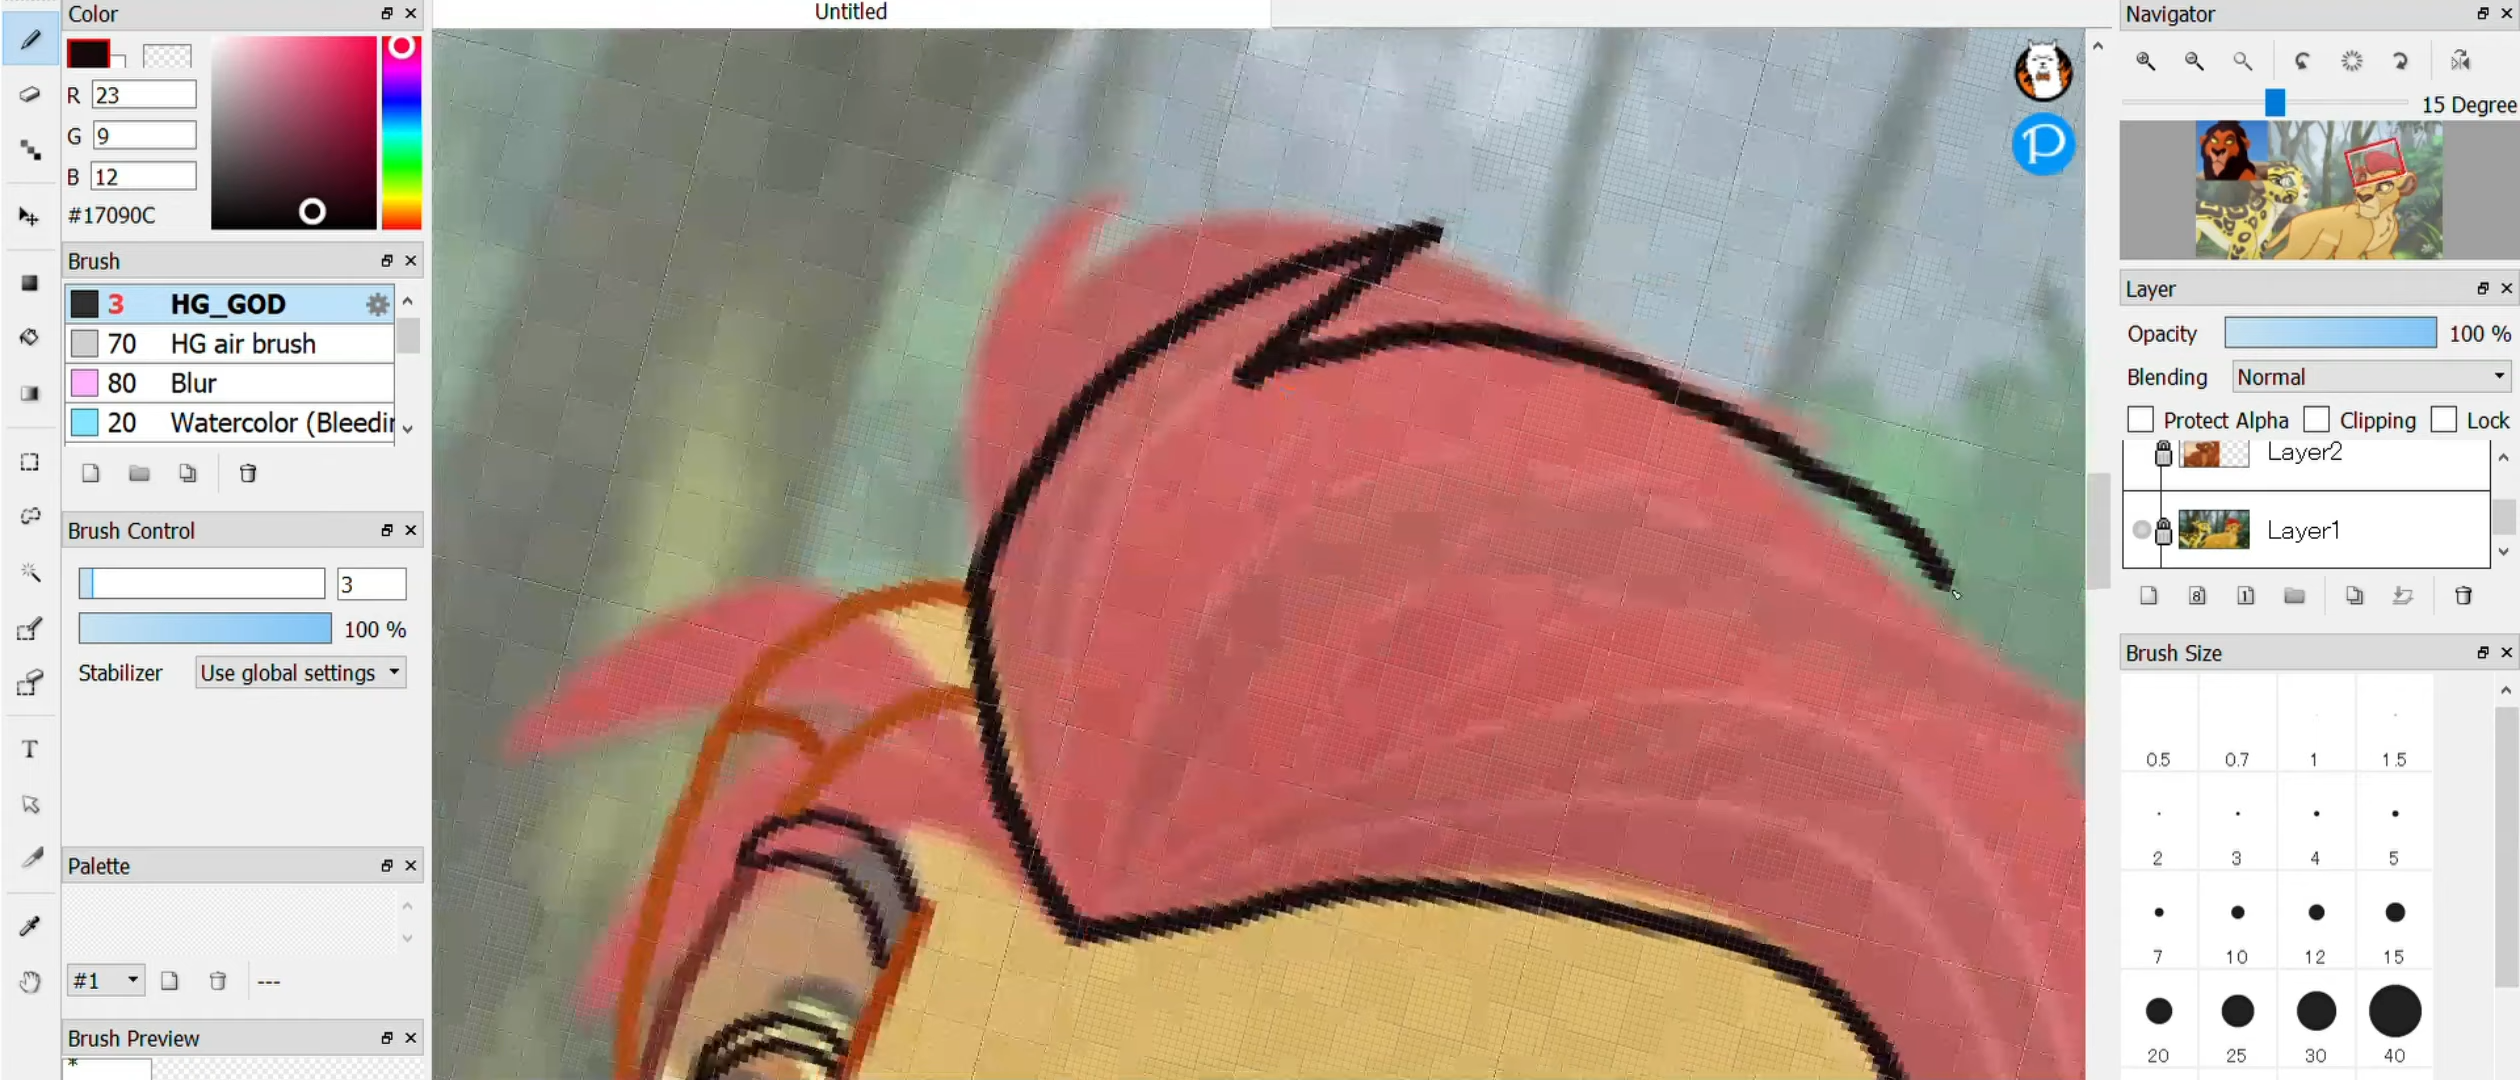 Color
Untitled
Navigator
R 23
G 9
B 12
#17090C
15 Degree
Brush
3 HG_GOD
70 HG air brush
80 Blur
20 Watercolor (Bleedir
Layer
Opacity 100 %
Blending Normal
Protect Alpha Clipping Lock
Layer2
Layer1
Brush Control
3
100 %
Stabilizer Use global settings
Brush Size
0.5 0.7 1 1.5
2 3 4 5
7 10 12 15
20 25 30 40
Palette
#1 ---
Brush Preview
*
8 1
T
P